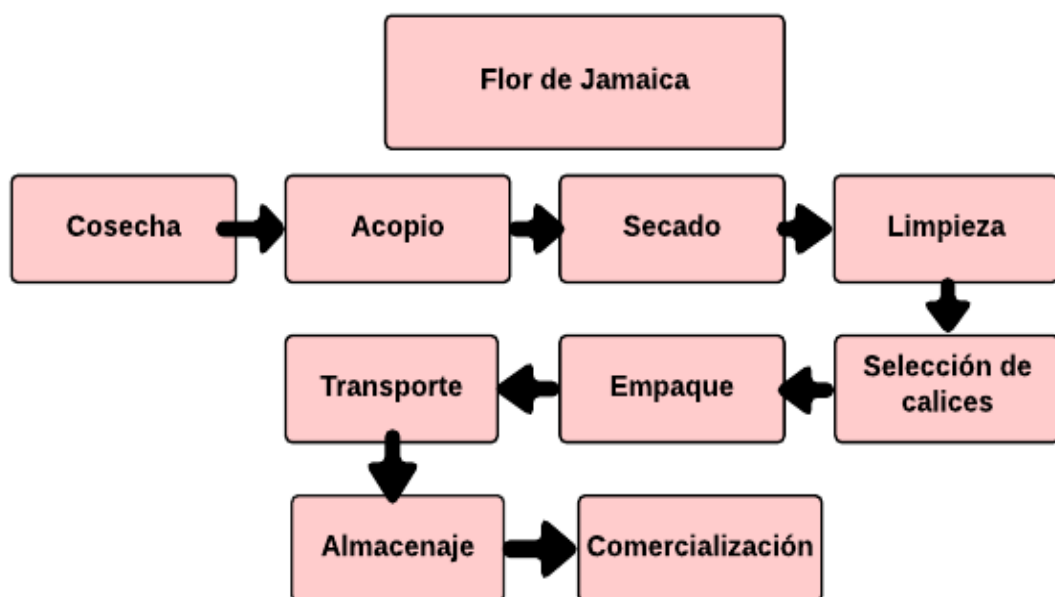 Flor de Jamaica
Cosecha
Acopio
Secado
Limpieza
Selección de
calices
Empaque
Transporte
Almacenaje
Comercialización